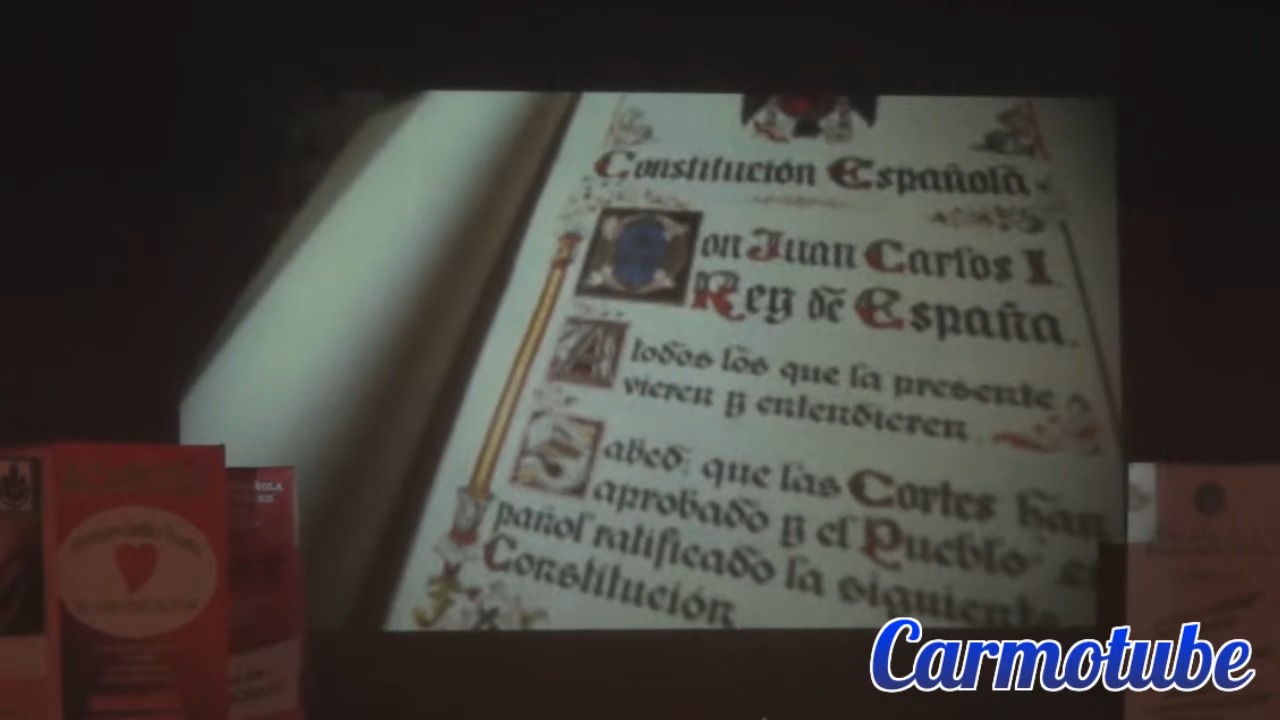 Constitución Española
Don Juan Carlos I
Rey de España.
A todos los que la presente
vieren y entendieren
Sabed: que las Cortes han
aprobado y el Pueblo es
pañol ratificado la siguiente
Constitución
Carmotube